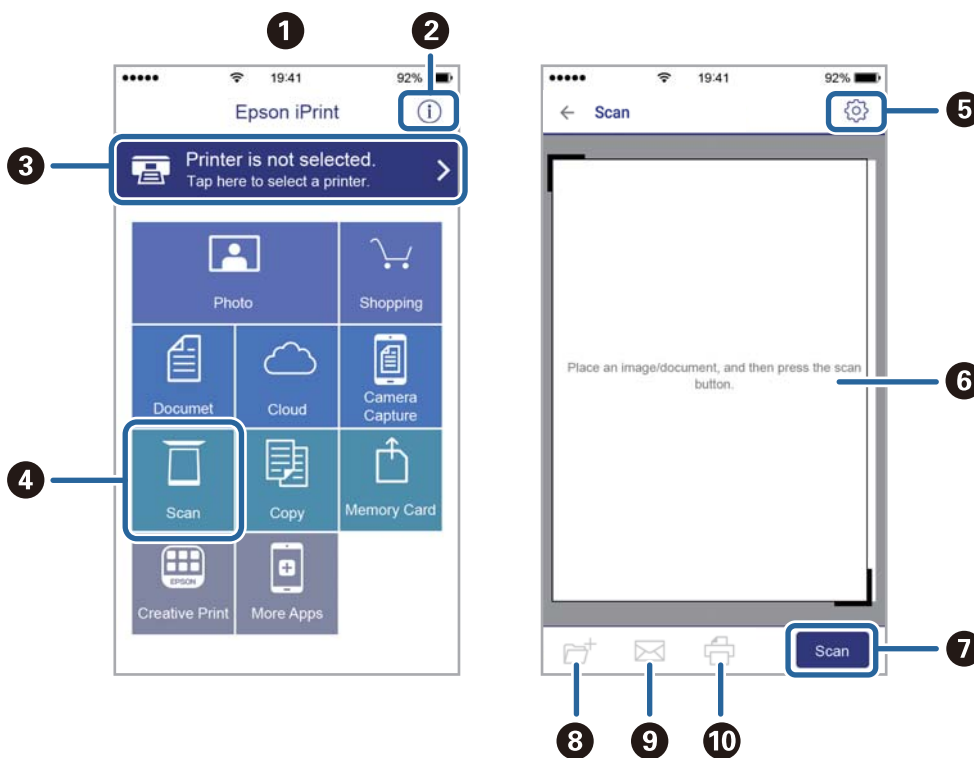 1
2
19:41
92%
Epson iPrint
i
3
Printer is not selected.
Tap here to select a printer.
Photo
Shopping
Documet
Cloud
Camera
Capture
4
Scan
Copy
Memory Card
EPSON
Creative Print
More Apps
19:41
92%
Scan
5
Place an image/document, and then press the scan
button.
6
Scan
7
8
9
10